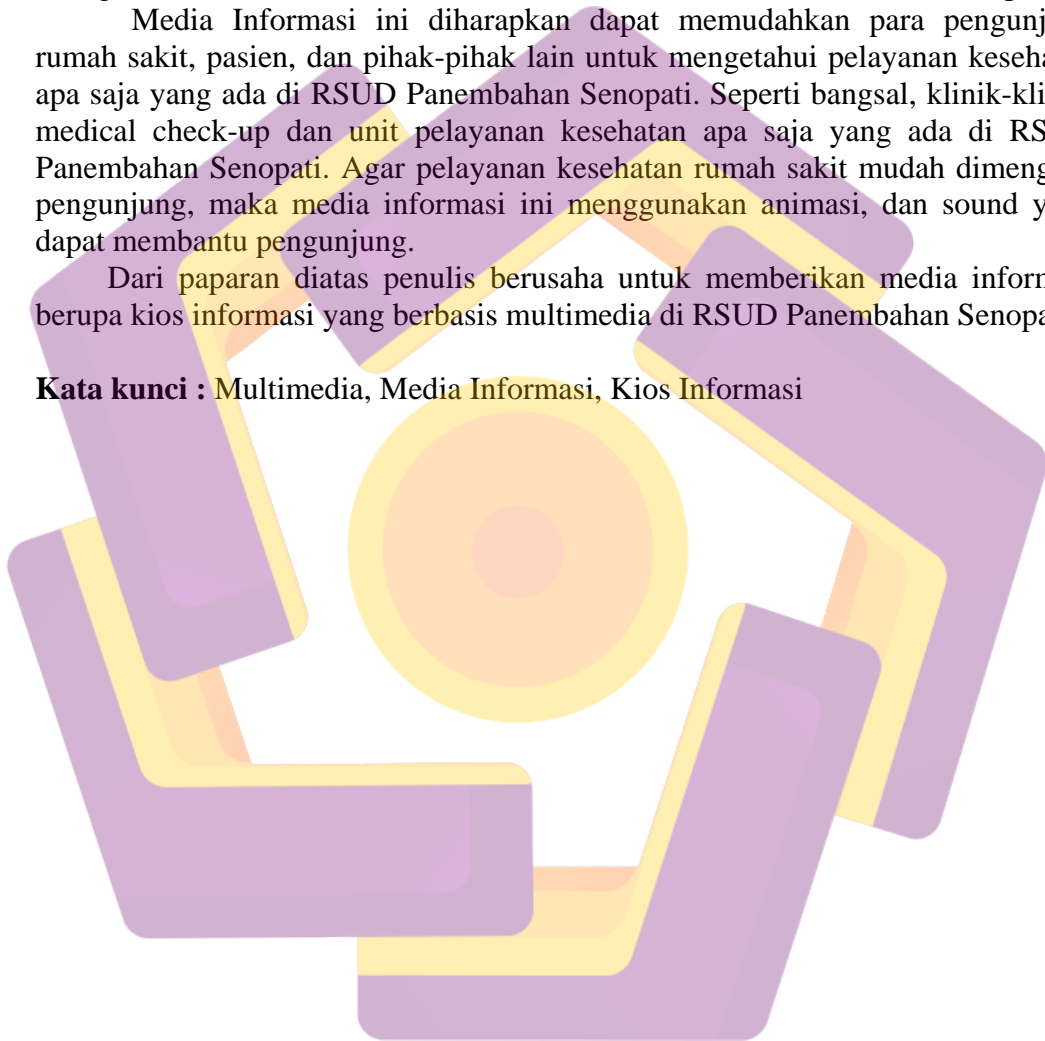 Media Informasi ini diharapkan dapat memudahkan para pengunj
rumah sakit, pasien, dan pihak-pihak lain untuk mengetahui pelayanan keseha
apa saja yang ada di RSUD Panembahan Senopati. Seperti bangsal, klinik-kli
medical check-up dan unit pelayanan kesehatan apa saja yang ada di RS
Panembahan Senopati. Agar pelayanan kesehatan rumah sakit mudah dimeng
pengunjung, maka media informasi ini menggunakan animasi, dan sound y
dapat membantu pengunjung.
Dari paparan diatas penulis berusaha untuk memberikan media inform
berupa kios informasi yang berbasis multimedia di RSUD Panembahan Senopa
Kata kunci : Multimedia, Media Informasi, Kios Informasi